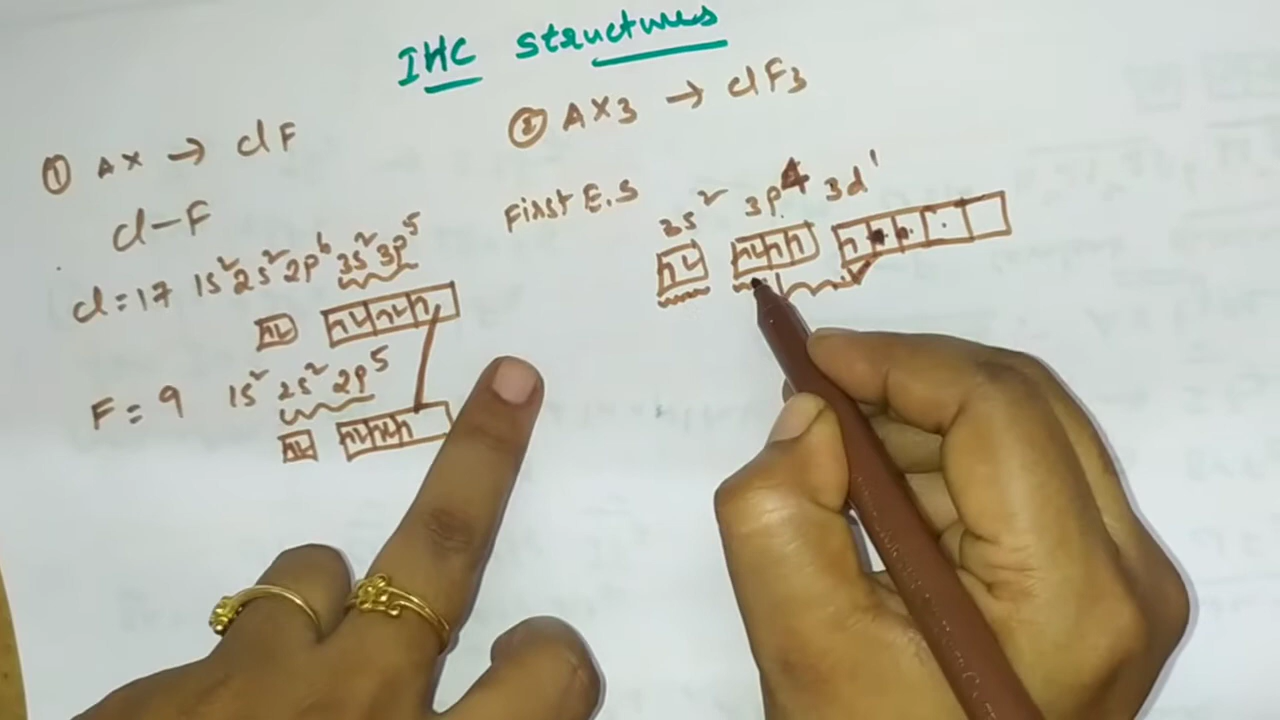 IHC structures
① AX → ClF
Cl-F
Cl = 17 1s² 2s² 2p⁶ 3s² 3p⁵
F = 9 1s² 2s² 2p⁵
② AX3 → ClF3
First E.S 3s² 3p⁴ 3d¹